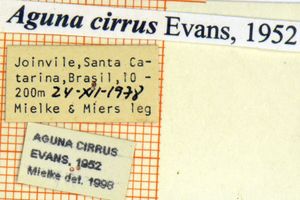 Aguna cirrus Evans, 1952
Joinvile,Santa Ca-
tarina,Brasil,10 -
200m 24-XII-1978
Mielke & Miers leg
AGUNA CIRRUS
EVANS, 1952
Mielke det. 1998